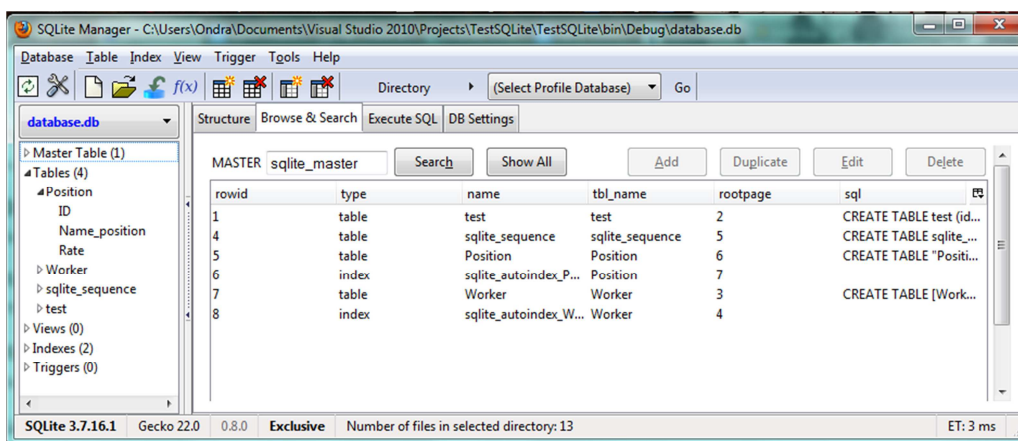 SQLite Manager - C:\Users\Ondra\Documents\Visual Studio 2010\Projects\TestSQLite\TestSQLite\bin\Debug\database.db
Database Table Index View Trigger Tools Help
f(x) Directory (Select Profile Database) Go
database.db
Structure Browse & Search Execute SQL DB Settings
Master Table (1)
Tables (4)
Position
ID
Name_position
Rate
Worker
sqlite_sequence
test
Views (0)
Indexes (2)
Triggers (0)
MASTER sqlite_master Search Show All Add Duplicate Edit Delete
rowid type name tbl_name rootpage sql
1 table test test 2 CREATE TABLE test (id...
4 table sqlite_sequence sqlite_sequence 5 CREATE TABLE sqlite_...
5 table Position Position 6 CREATE TABLE "Positi...
6 index sqlite_autoindex_P... Position 7
7 table Worker Worker 3 CREATE TABLE [Work...
8 index sqlite_autoindex_W... Worker 4
SQLite 3.7.16.1 Gecko 22.0 0.8.0 Exclusive Number of files in selected directory: 13 ET: 3 ms